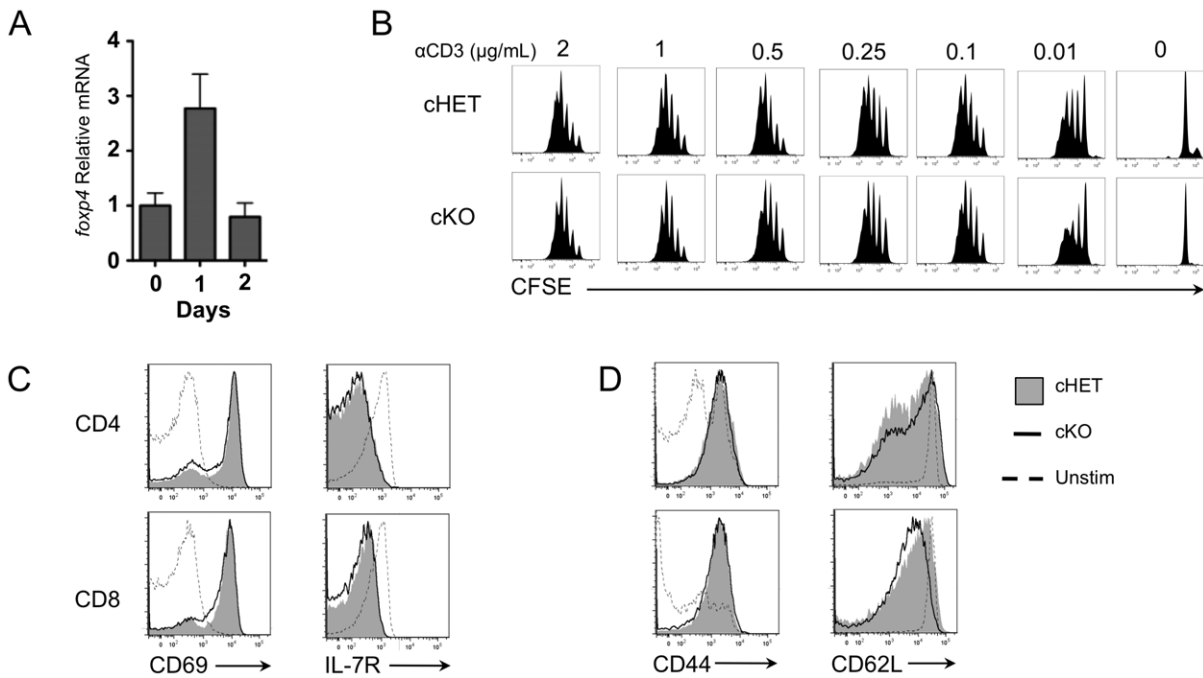 A
foxp4 Relative mRNA
4
3
2
1
0
0 1 2
Days
B
αCD3 (μg/mL) 2 1 0.5 0.25 0.1 0.01 0
cHET
cKO
CFSE
C
CD4
CD8
CD69 IL-7R
D
CD44 CD62L
cHET
cKO
Unstim